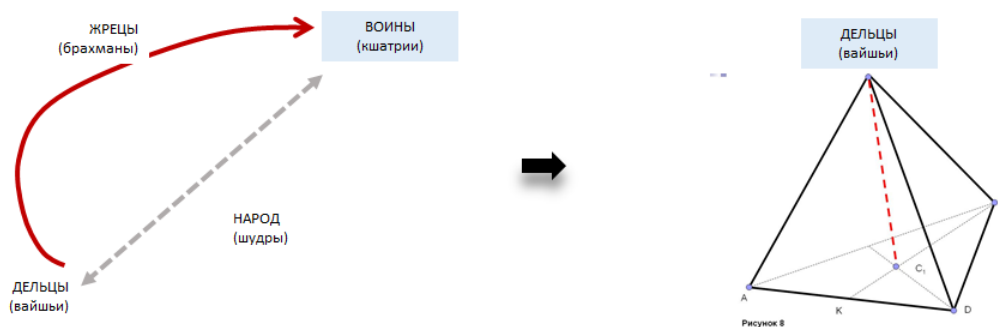 ЖРЕЦЫ
(брахманы)
ВОИНЫ
(кшатрии)
НАРОД
(шудры)
ДЕЛЬЦЫ
(вайшьи)
ДЕЛЬЦЫ
(вайшьи)
C₁
A
K
D
Рисунок 8